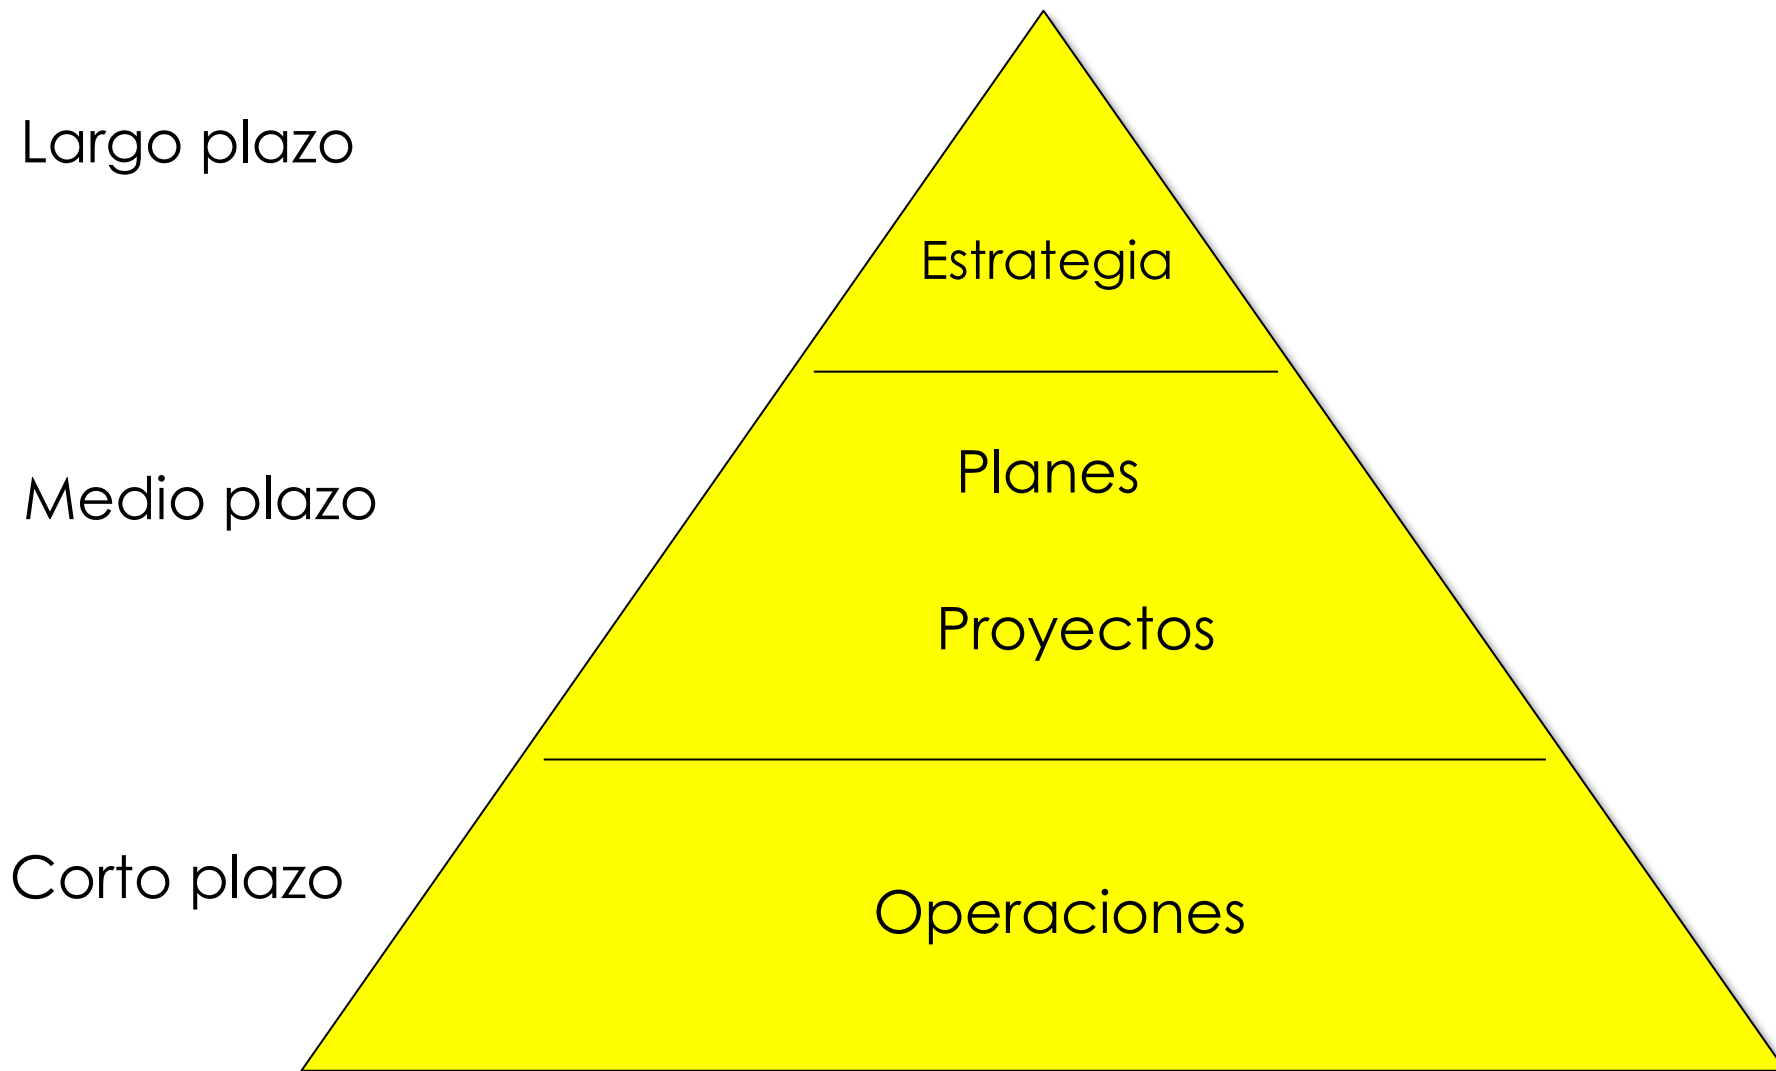 Largo plazo
Estrategia
Planes
Medio plazo
Proyectos
Corto plazo
Operaciones